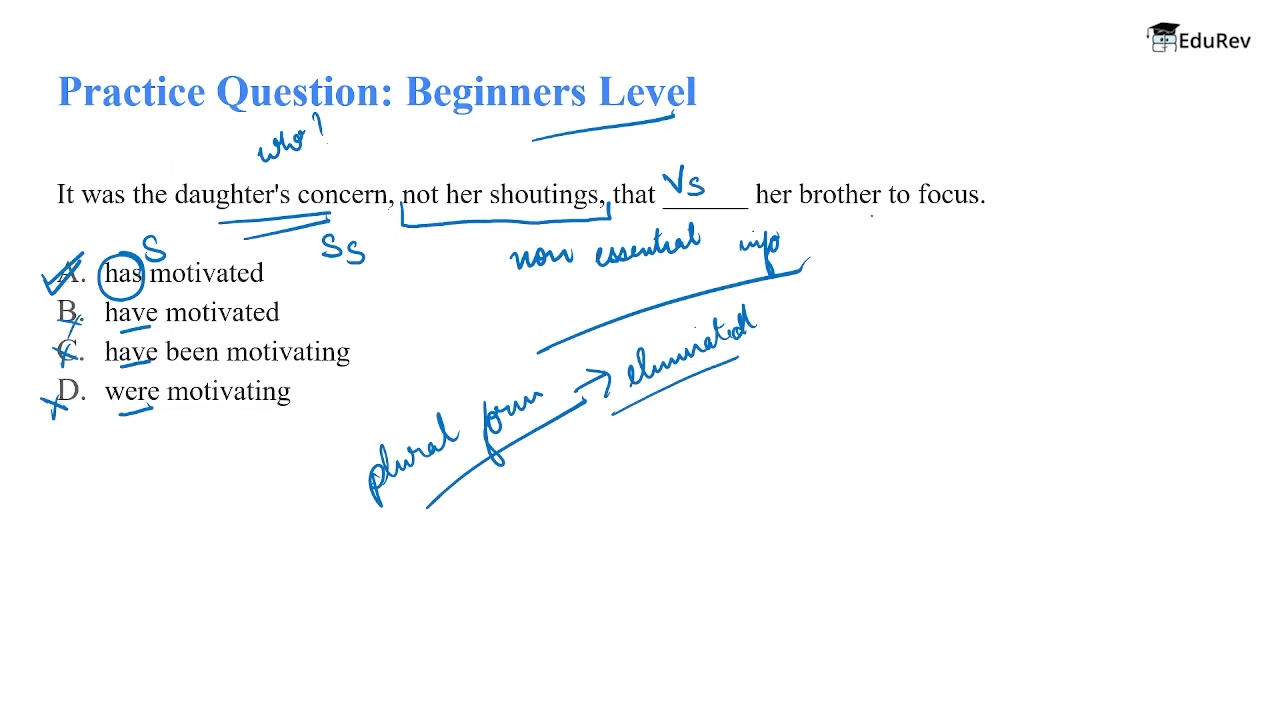 EduRev
Practice Question: Beginners Level
who?
It was the daughter's concern, not her shoutings, that ______ her brother to focus.
Vs
S
Ss
non essential info
A. has motivated
B. have motivated
C. have been motivating
D. were motivating
plural form → eliminated